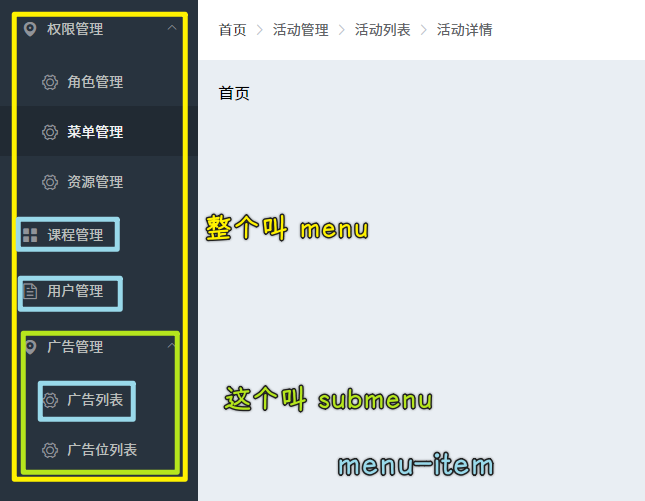 权限管理
角色管理
菜单管理
资源管理
课程管理
用户管理
广告管理
广告列表
广告位列表
首页 > 活动管理 > 活动列表 > 活动详情
首页
整个叫 menu
这个叫 submenu
menu-item